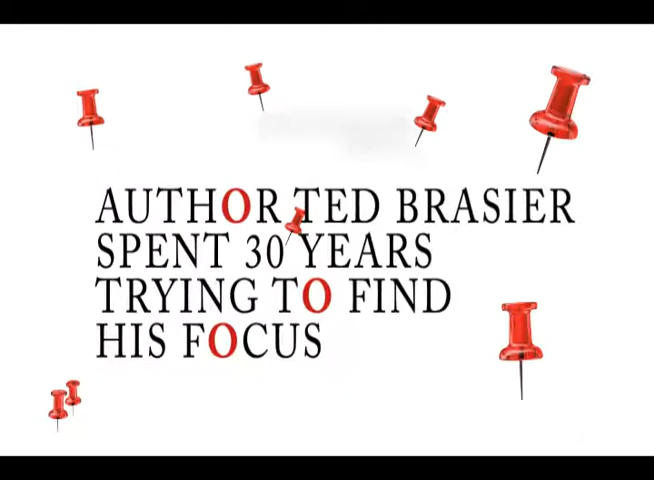 AUTHOR TED BRASIER
SPENT 30 YEARS
TRYING TO FIND
HIS FOCUS